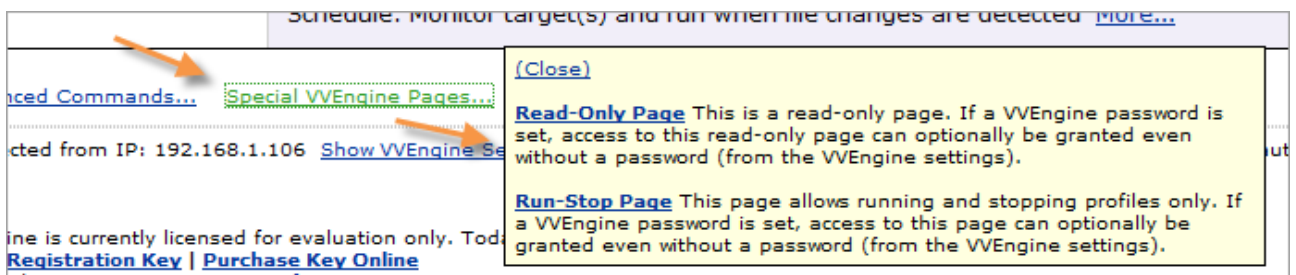 Schedule: Monitor target(s) and run when file changes are detected More...
(Close)
nced Commands... Special VVEngine Pages...
Read-Only Page This is a read-only page. If a VVEngine password is
set, access to this read-only page can optionally be granted even
without a password (from the VVEngine settings).
cted from IP: 192.168.1.106 Show VVEngine Se
ut
Run-Stop Page This page allows running and stopping profiles only. If
a VVEngine password is set, access to this page can optionally be
granted even without a password (from the VVEngine settings).
ine is currently licensed for evaluation only. Toda
Registration Key | Purchase Key Online